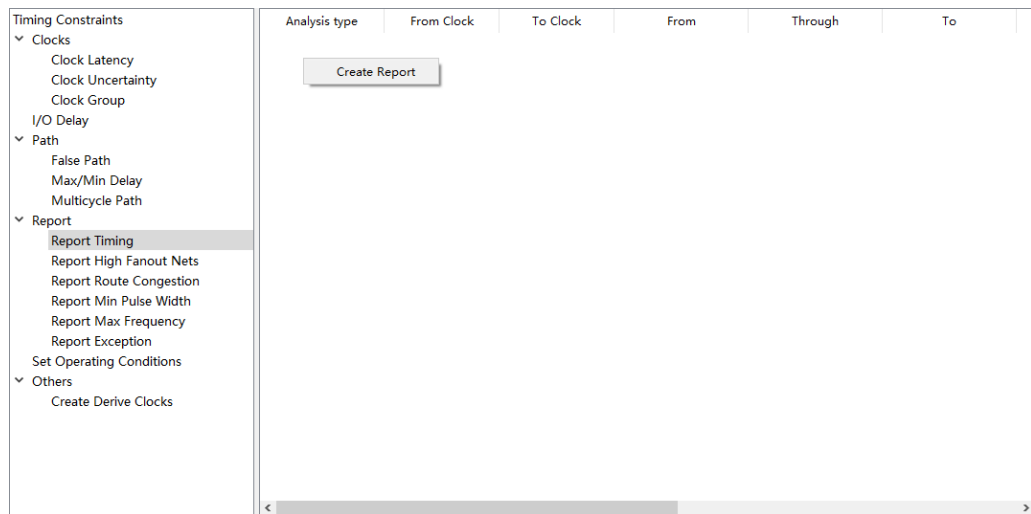 Timing Constraints
Clocks
Clock Latency
Clock Uncertainty
Clock Group
I/O Delay
Path
False Path
Max/Min Delay
Multicycle Path
Report
Report Timing
Report High Fanout Nets
Report Route Congestion
Report Min Pulse Width
Report Max Frequency
Report Exception
Set Operating Conditions
Others
Create Derive Clocks
Analysis type From Clock To Clock From Through To
Create Report